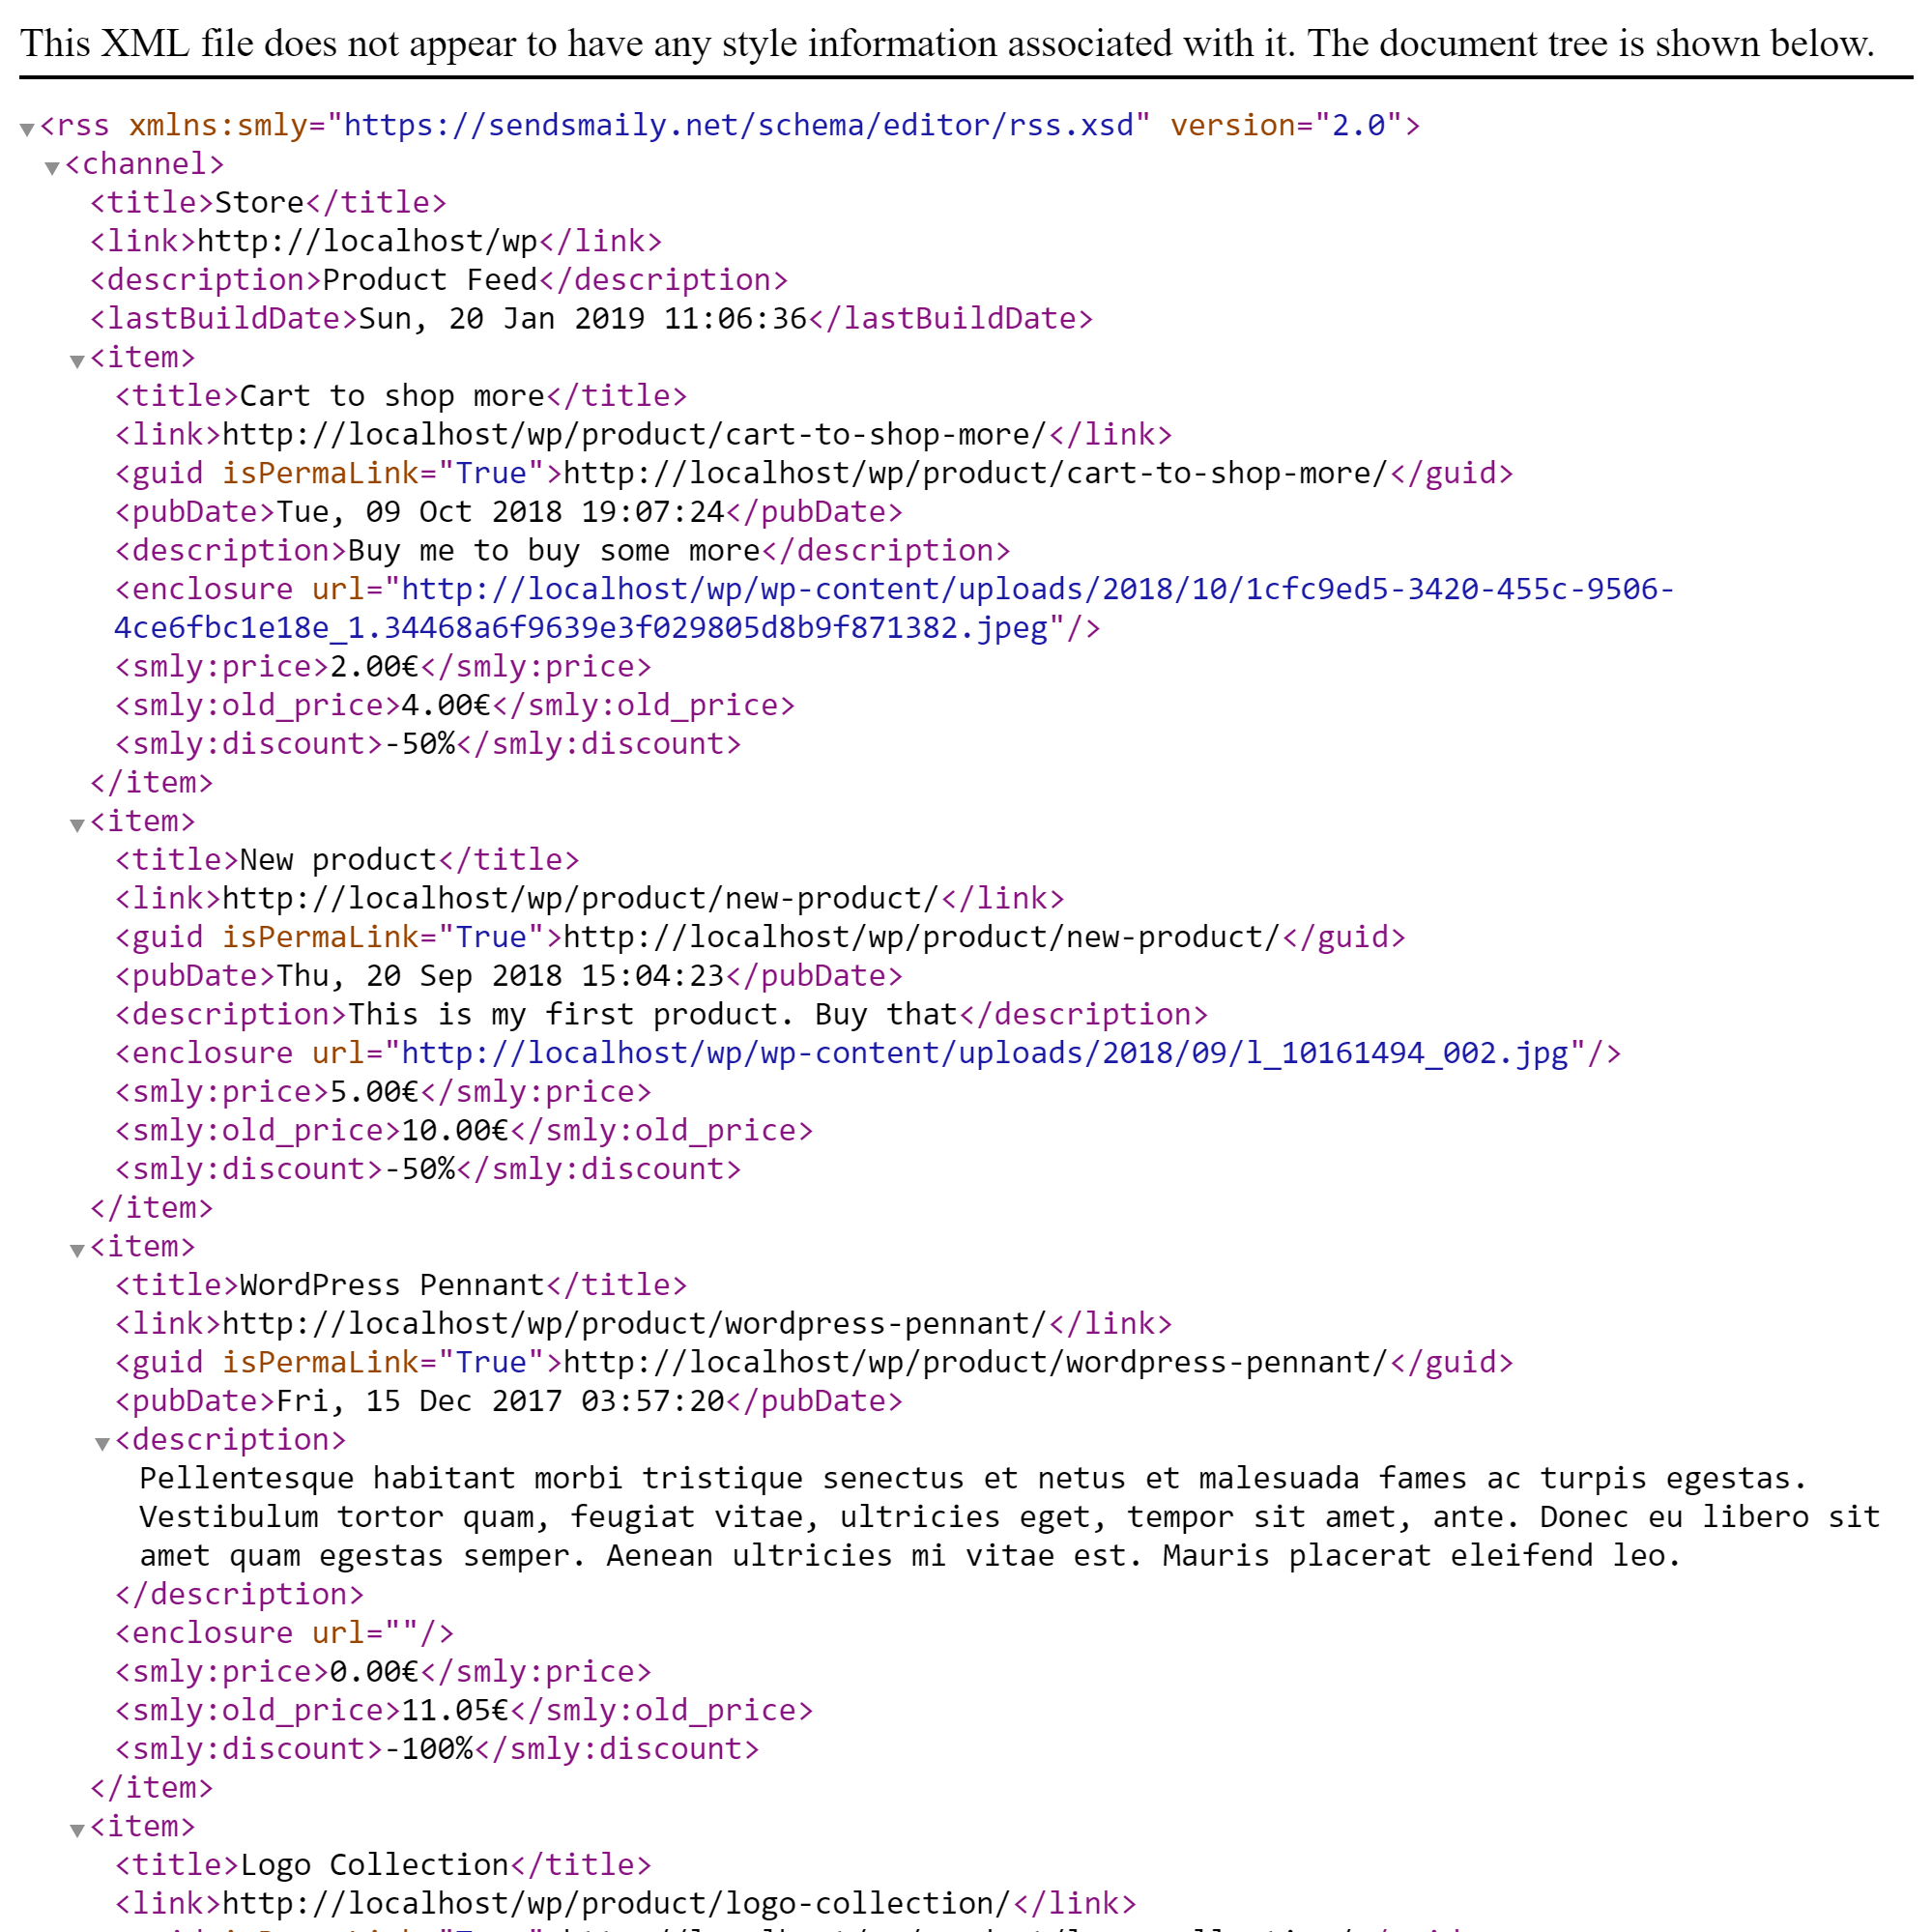 This XML file does not appear to have any style information associated with it. The document tree is shown below.
<rss xmlns:smly="https://sendsmaily.net/schema/editor/rss.xsd" version="2.0">
<channel>
<title>Store</title>
<link>http://localhost/wp</link>
<description>Product Feed</description>
<lastBuildDate>Sun, 20 Jan 2019 11:06:36</lastBuildDate>
<item>
<title>Cart to shop more</title>
<link>http://localhost/wp/product/cart-to-shop-more/</link>
<guid isPermaLink="True">http://localhost/wp/product/cart-to-shop-more/</guid>
<pubDate>Tue, 09 Oct 2018 19:07:24</pubDate>
<description>Buy me to buy some more</description>
<enclosure url="http://localhost/wp/wp-content/uploads/2018/10/1cfc9ed5-3420-455c-9506-
4ce6fbc1e18e_1.34468a6f9639e3f029805d8b9f871382.jpeg"/>
<smly:price>2.00€</smly:price>
<smly:old_price>4.00€</smly:old_price>
<smly:discount>-50%</smly:discount>
</item>
<item>
<title>New product</title>
<link>http://localhost/wp/product/new-product/</link>
<guid isPermaLink="True">http://localhost/wp/product/new-product/</guid>
<pubDate>Thu, 20 Sep 2018 15:04:23</pubDate>
<description>This is my first product. Buy that</description>
<enclosure url="http://localhost/wp/wp-content/uploads/2018/09/l_10161494_002.jpg"/>
<smly:price>5.00€</smly:price>
<smly:old_price>10.00€</smly:old_price>
<smly:discount>-50%</smly:discount>
</item>
<item>
<title>WordPress Pennant</title>
<link>http://localhost/wp/product/wordpress-pennant/</link>
<guid isPermaLink="True">http://localhost/wp/product/wordpress-pennant/</guid>
<pubDate>Fri, 15 Dec 2017 03:57:20</pubDate>
<description>
Pellentesque habitant morbi tristique senectus et netus et malesuada fames ac turpis egestas.
Vestibulum tortor quam, feugiat vitae, ultricies eget, tempor sit amet, ante. Donec eu libero sit
amet quam egestas semper. Aenean ultricies mi vitae est. Mauris placerat eleifend leo.
</description>
<enclosure url=""/>
<smly:price>0.00€</smly:price>
<smly:old_price>11.05€</smly:old_price>
<smly:discount>-100%</smly:discount>
</item>
<item>
<title>Logo Collection</title>
<link>http://localhost/wp/product/logo-collection/</link>